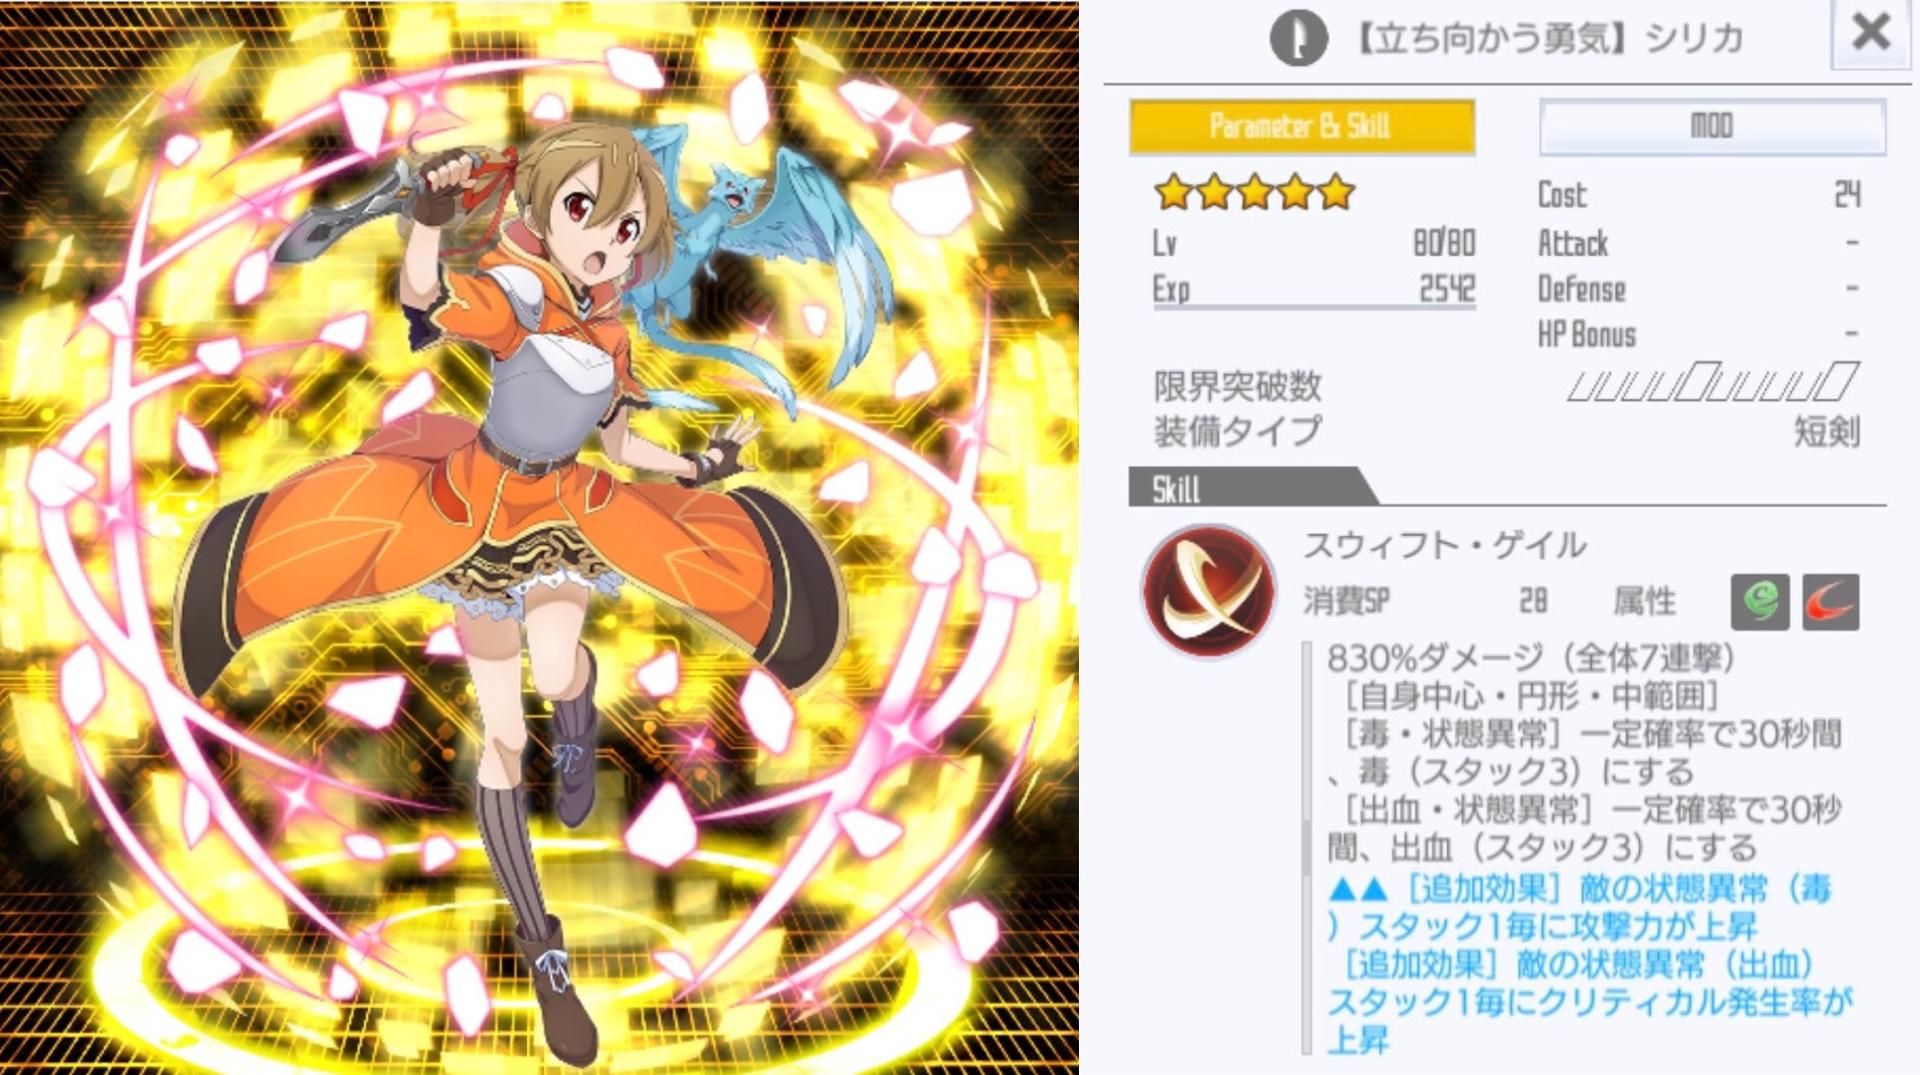 【立ち向かう勇気】シリカ
Parameter & Skill
MOD
Cost 24
Lv 80/80
Attack -
Exp 2542
Defense -
HP Bonus -
限界突破数
装備タイプ 短剣
Skill
スウィフト・ゲイル
消費SP 28 属性
830%ダメージ（全体7連撃）
［自身中心・円形・中範囲］
［毒・状態異常］一定確率で30秒間
、毒（スタック3）にする
［出血・状態異常］一定確率で30秒
間、出血（スタック3）にする
▲▲［追加効果］敵の状態異常（毒
）スタック1毎に攻撃力が上昇
［追加効果］敵の状態異常（出血）
スタック1毎にクリティカル発生率が
上昇